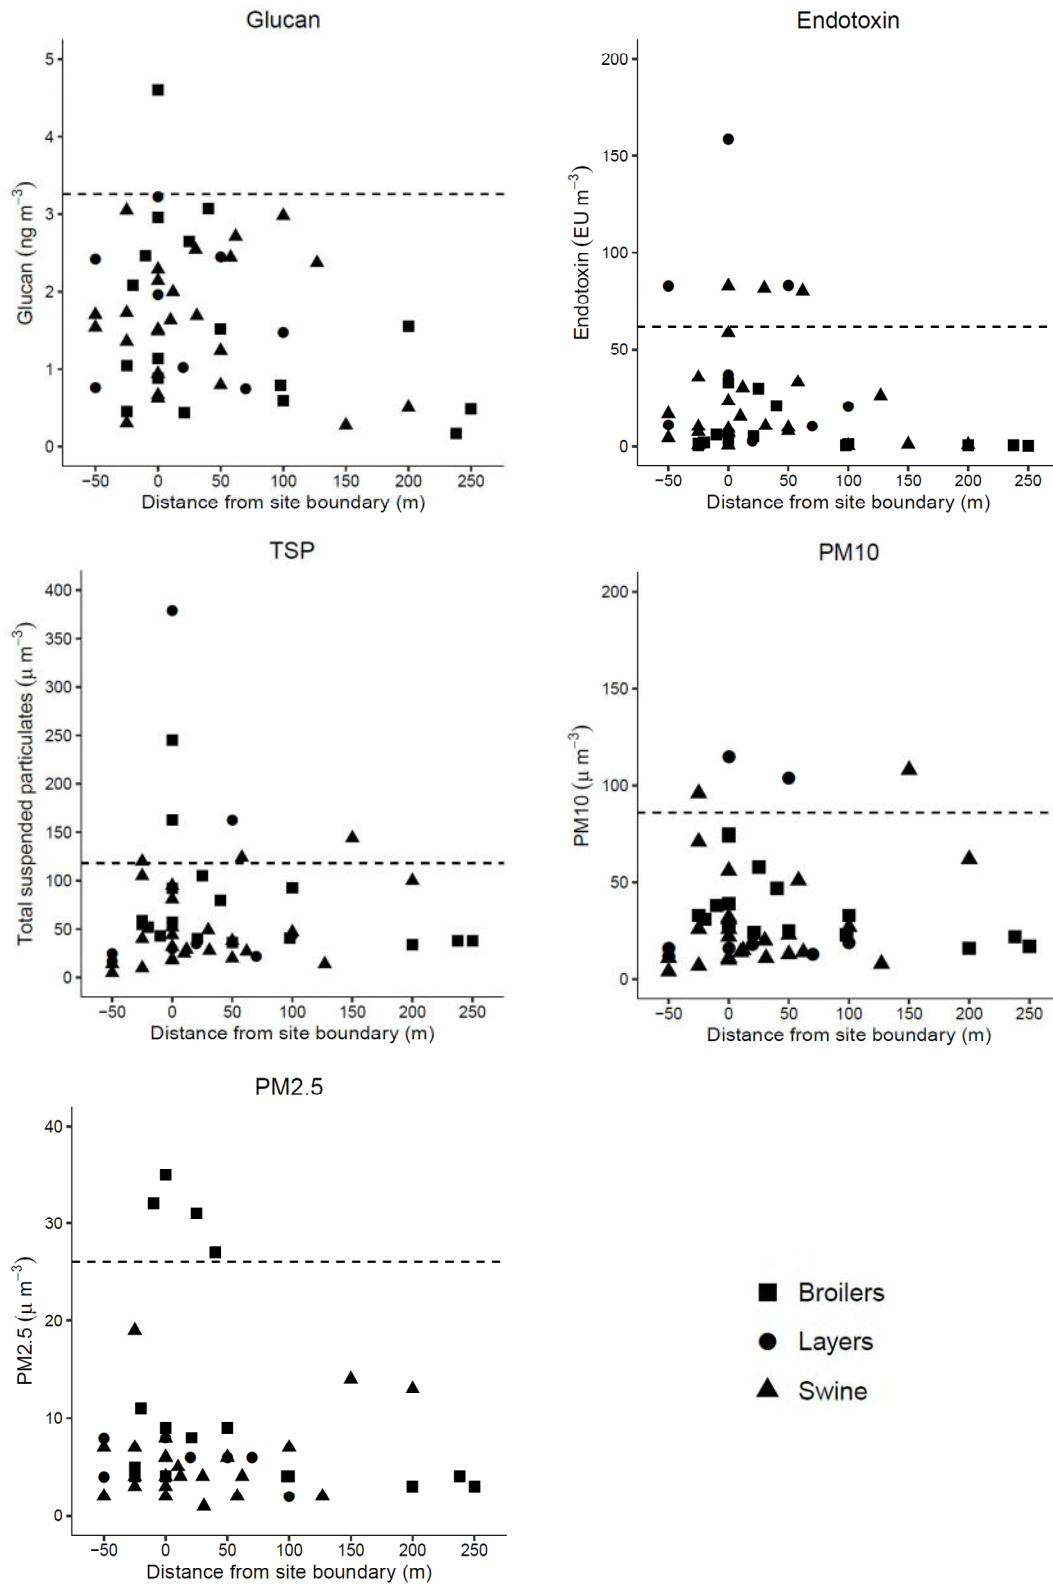 Glucan
Glucan (ng m⁻³)
5
4
3
2
1
0
−50 0 50 100 150 200 250
Distance from site boundary (m)
Endotoxin
Endotoxin (EU m⁻³)
200
150
100
50
0
−50 0 50 100 150 200 250
Distance from site boundary (m)
TSP
Total suspended particulates (μ m⁻³)
400
350
300
250
200
150
100
50
0
−50 0 50 100 150 200 250
Distance from site boundary (m)
PM10
PM10 (μ m⁻³)
200
150
100
50
0
−50 0 50 100 150 200 250
Distance from site boundary (m)
PM2.5
PM2.5 (μ m⁻³)
40
30
20
10
0
−50 0 50 100 150 200 250
Distance from site boundary (m)
Broilers
Layers
Swine